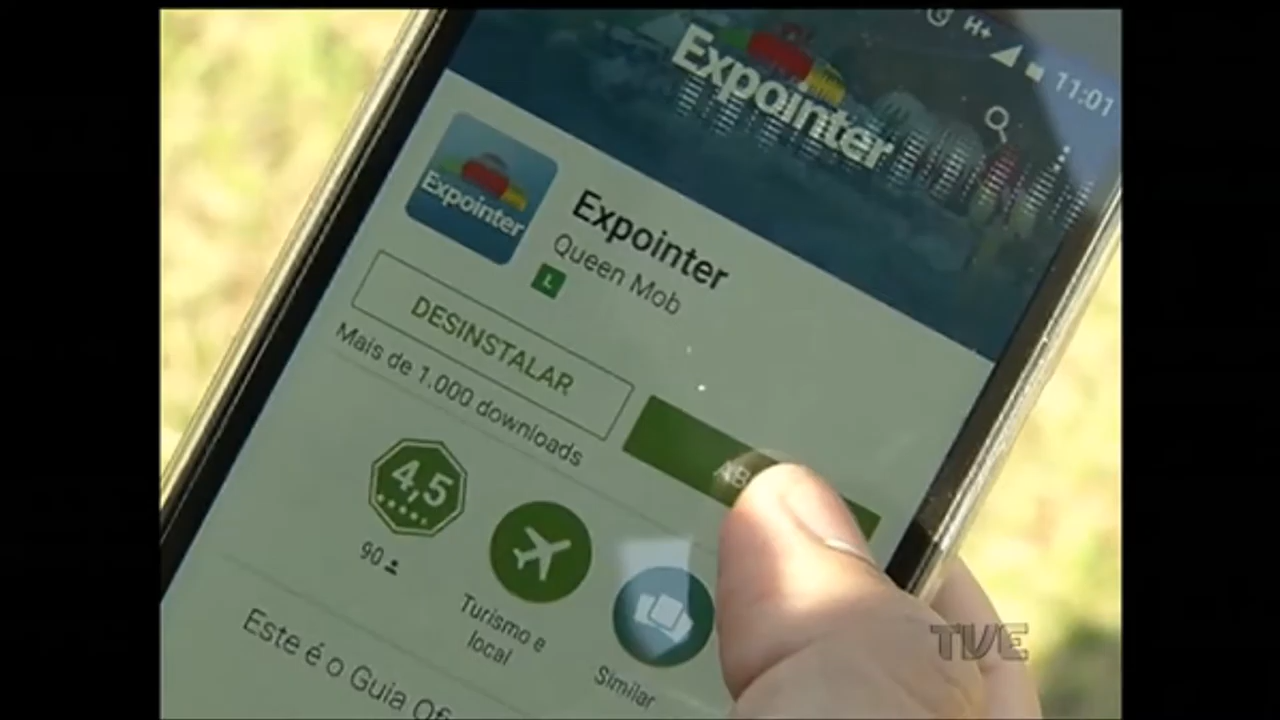 H+ 11:01
Expointer
Expointer
Expointer
Queen Mob
L
DESINSTALAR
Mais de 1.000 downloads
4,5
90
Turismo e
local
Similar
Este é o Guia
TVE